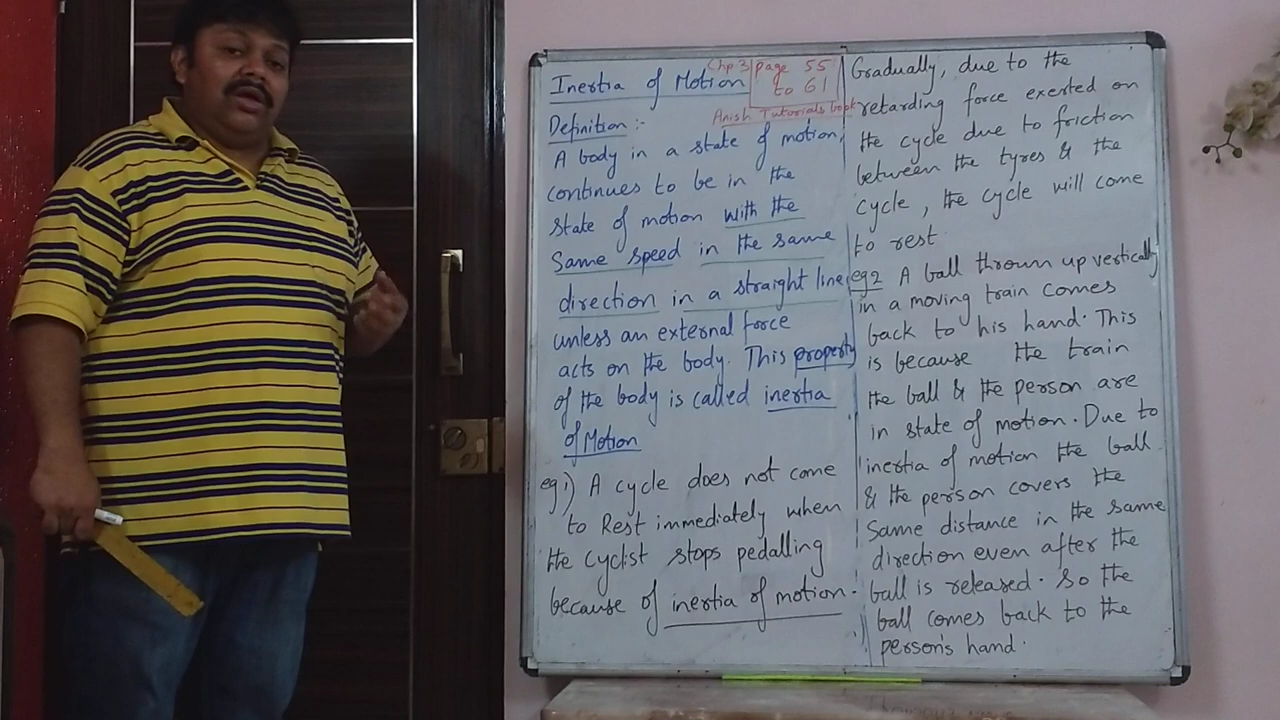 Inertia of Motion
Chp 3 page 55
to 61
Anish Tutorials bapt
Definition :-
A body in a state of motion,
continues to be in the
state of motion with the
Same speed in the same
direction in a straight line
unless an external force
acts on the body. This property
of the body is called inertia
of Motion
eg1) A cycle does not come
to Rest immediately when
the cyclist stops pedalling
because of inertia of motion.
Gradually, due to the
retarding force exerted on
the cycle due to friction
between the tyres & the
cycle, the cycle will come
to rest
eg2 A ball thrown up vertically
in a moving train comes
back to his hand. This
is because the train
the ball & the person are
in state of motion. Due to
inertia of motion the ball
& the person covers the
Same distance in the same
direction even after the
ball is released. So the
ball comes back to the
person's hand.